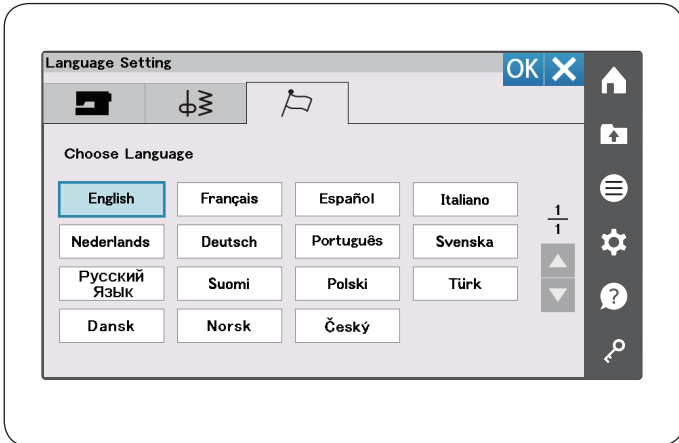 Language Setting
OK
Choose Language
English
Français
Español
Italiano
1
1
Nederlands
Deutsch
Português
Svenska
Русский
Язык
Suomi
Polski
Türk
?
Dansk
Norsk
Český